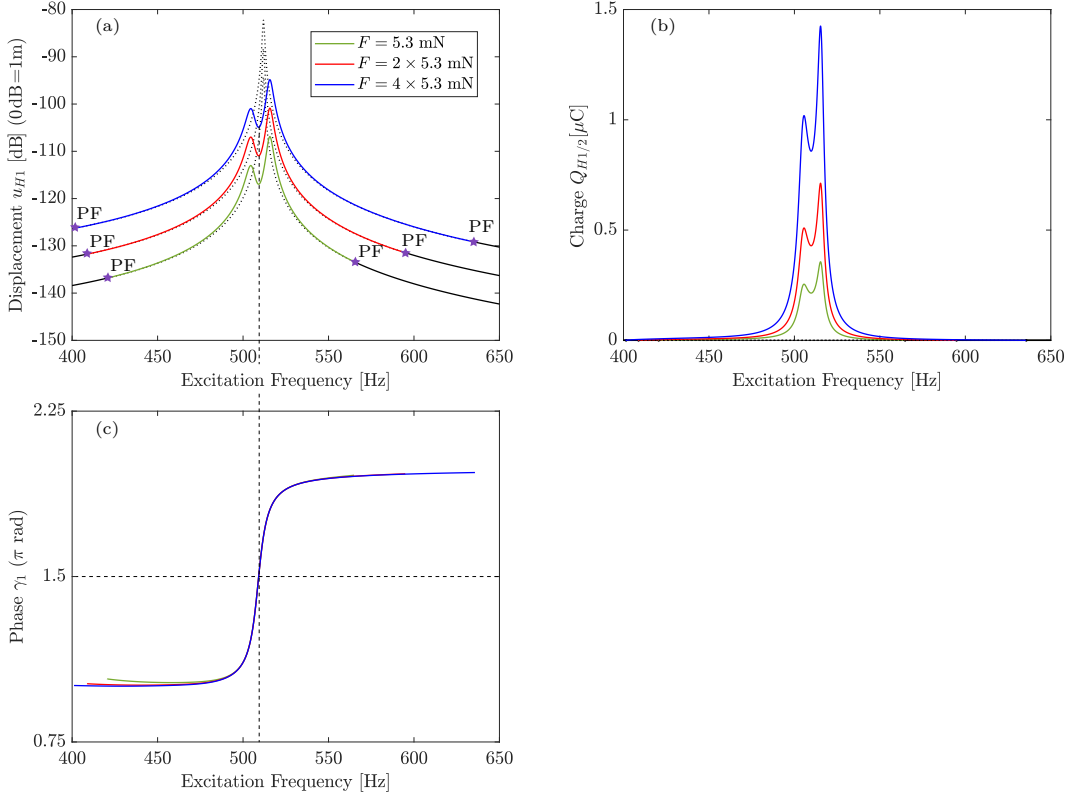 (a)
-80
-90
-100
-110
-120
-130
-140
-150
Displacement u_{H1} [dB] (0dB=1m)
F = 5.3 mN
F = 2 × 5.3 mN
F = 4 × 5.3 mN
PF
PF
PF
PF
PF
PF
400 450 500 550 600 650
Excitation Frequency [Hz]
(b)
1.5
1
0.5
0
Charge Q_{H1/2}[μC]
400 450 500 550 600 650
Excitation Frequency [Hz]
(c)
2.25
1.5
0.75
Phase γ_1 (π rad)
400 450 500 550 600 650
Excitation Frequency [Hz]